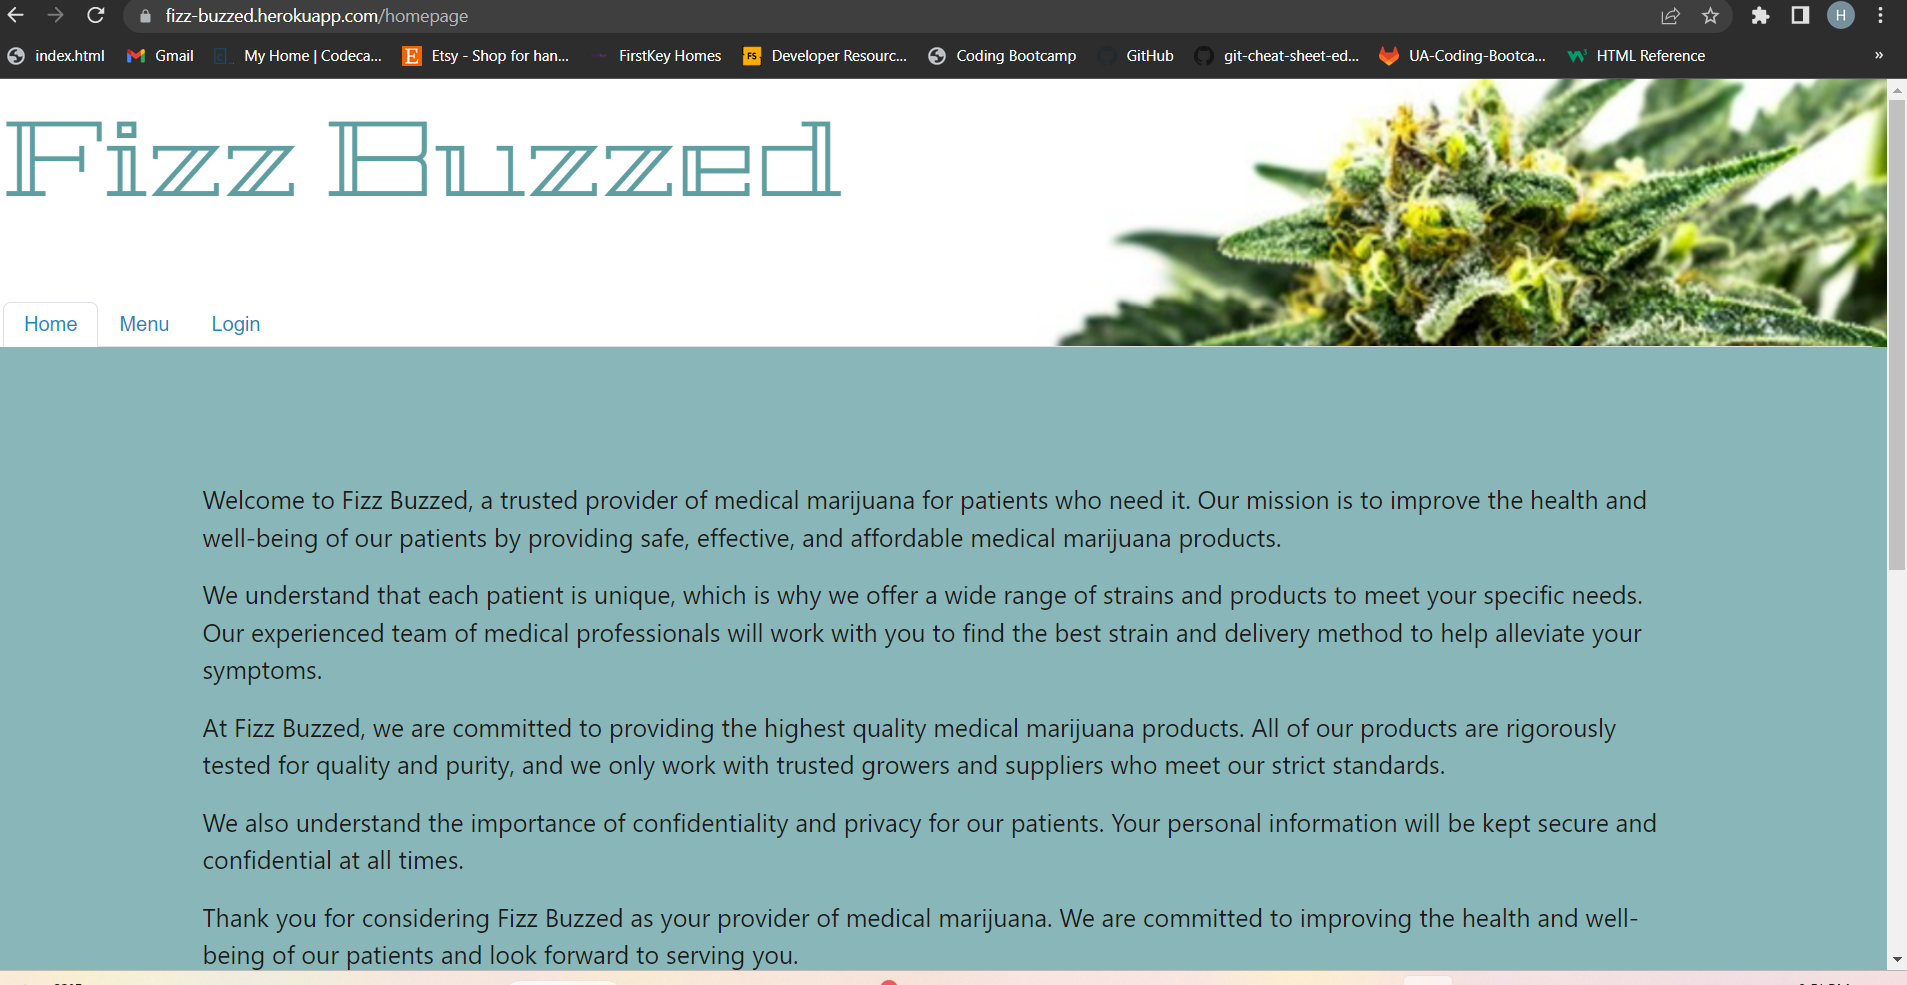 fizz-buzzed.herokuapp.com/homepage
H
index.html Gmail My Home | Codeca... Etsy - Shop for han... FirstKey Homes FS Developer Resourc... Coding Bootcamp GitHub git-cheat-sheet-ed... UA-Coding-Bootca... HTML Reference »
Fizz Buzzed
Home Menu Login
Welcome to Fizz Buzzed, a trusted provider of medical marijuana for patients who need it. Our mission is to improve the health and
well-being of our patients by providing safe, effective, and affordable medical marijuana products.
We understand that each patient is unique, which is why we offer a wide range of strains and products to meet your specific needs.
Our experienced team of medical professionals will work with you to find the best strain and delivery method to help alleviate your
symptoms.
At Fizz Buzzed, we are committed to providing the highest quality medical marijuana products. All of our products are rigorously
tested for quality and purity, and we only work with trusted growers and suppliers who meet our strict standards.
We also understand the importance of confidentiality and privacy for our patients. Your personal information will be kept secure and
confidential at all times.
Thank you for considering Fizz Buzzed as your provider of medical marijuana. We are committed to improving the health and well-
being of our patients and look forward to serving you.